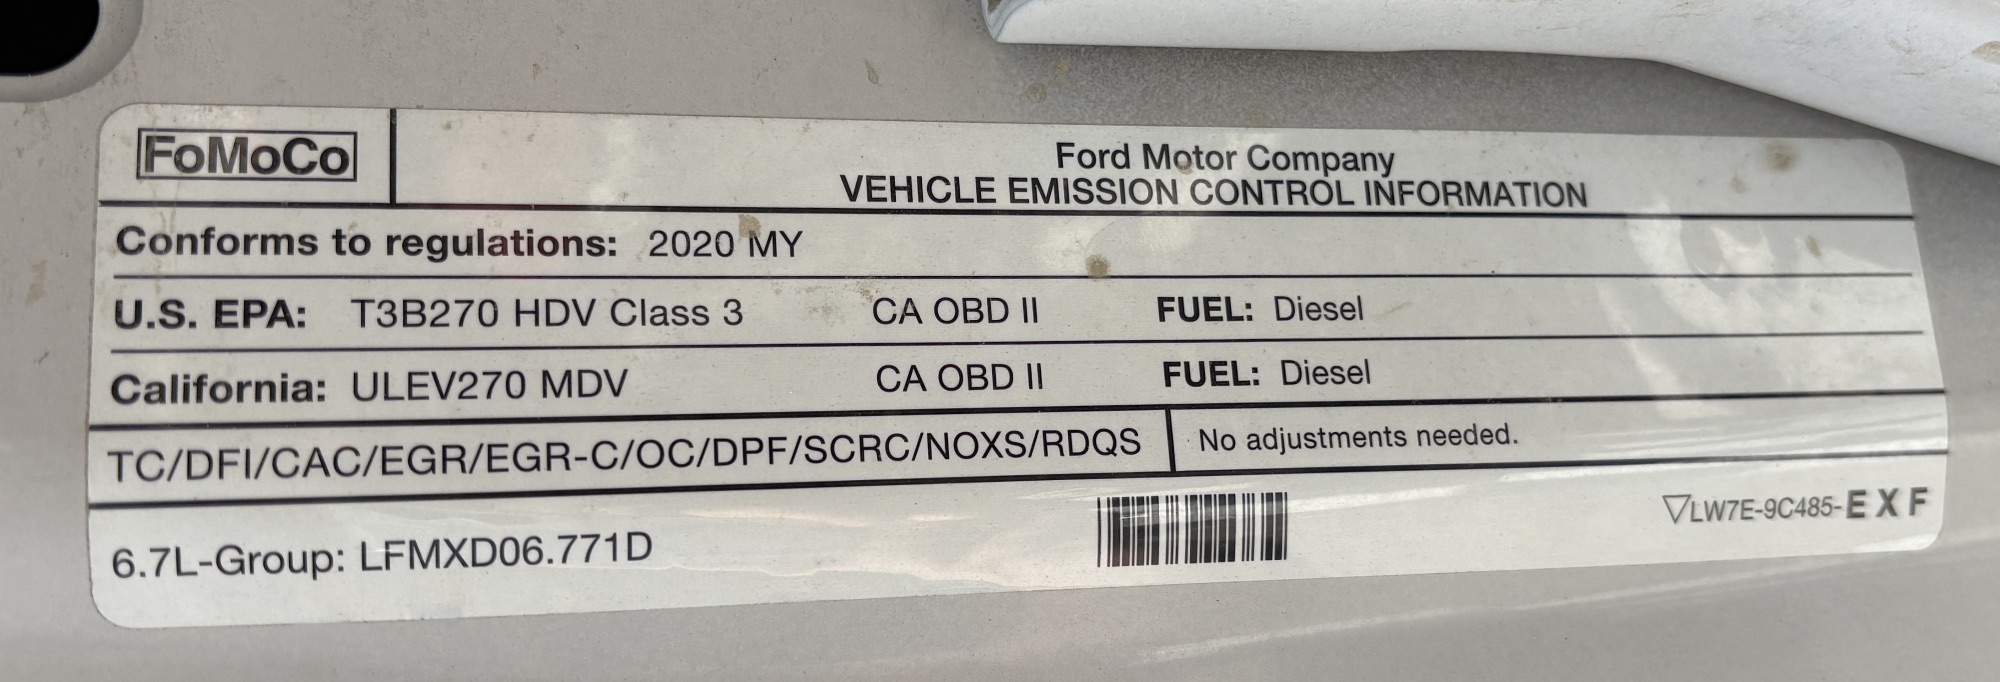 FoMoCo
Ford Motor Company
VEHICLE EMISSION CONTROL INFORMATION
Conforms to regulations: 2020 MY
U.S. EPA: T3B270 HDV Class 3 CA OBD II FUEL: Diesel
California: ULEV270 MDV CA OBD II FUEL: Diesel
TC/DFI/CAC/EGR/EGR-C/OC/DPF/SCRC/NOXS/RDQS No adjustments needed.
6.7L-Group: LFMXD06.771D
▽LW7E-9C485-E X F